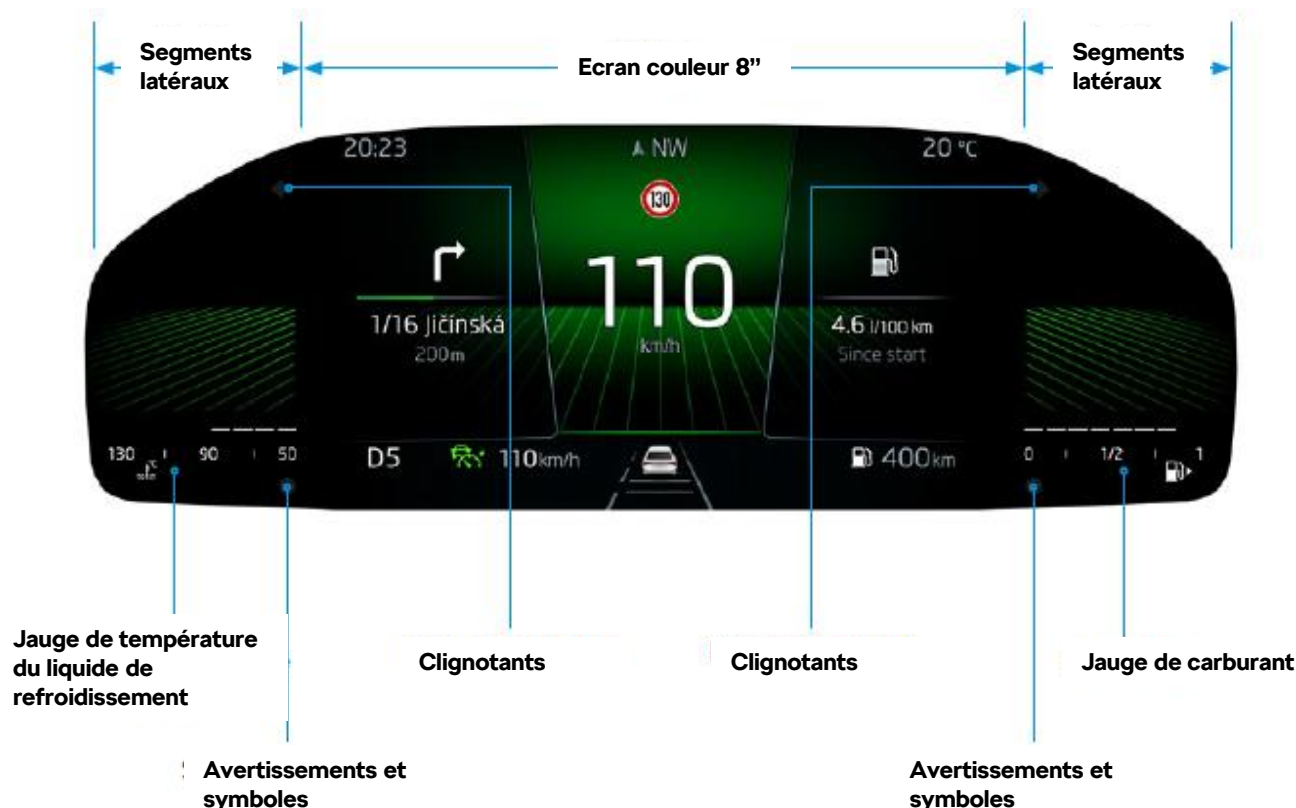 Segments
latéraux
Ecran couleur 8”
Segments
latéraux
20:23
NW
20 °C
130
110
km/h
1/16 Jičínská
200m
4.6 l/100 km
Since start
130
90
50
D5
110km/h
400km
0
1/2
1
Jauge de température
du liquide de
refroidissement
Clignotants
Clignotants
Jauge de carburant
Avertissements et
symboles
Avertissements et
symboles